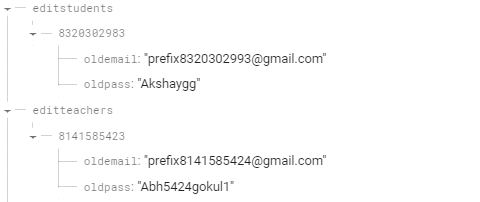 editstudents
8320302983
oldemail: "prefix8320302993@gmail.com"
oldpass: "Akshaygg"
editteachers
8141585423
oldemail: "prefix8141585424@gmail.com"
oldpass: "Abh5424gokul1"